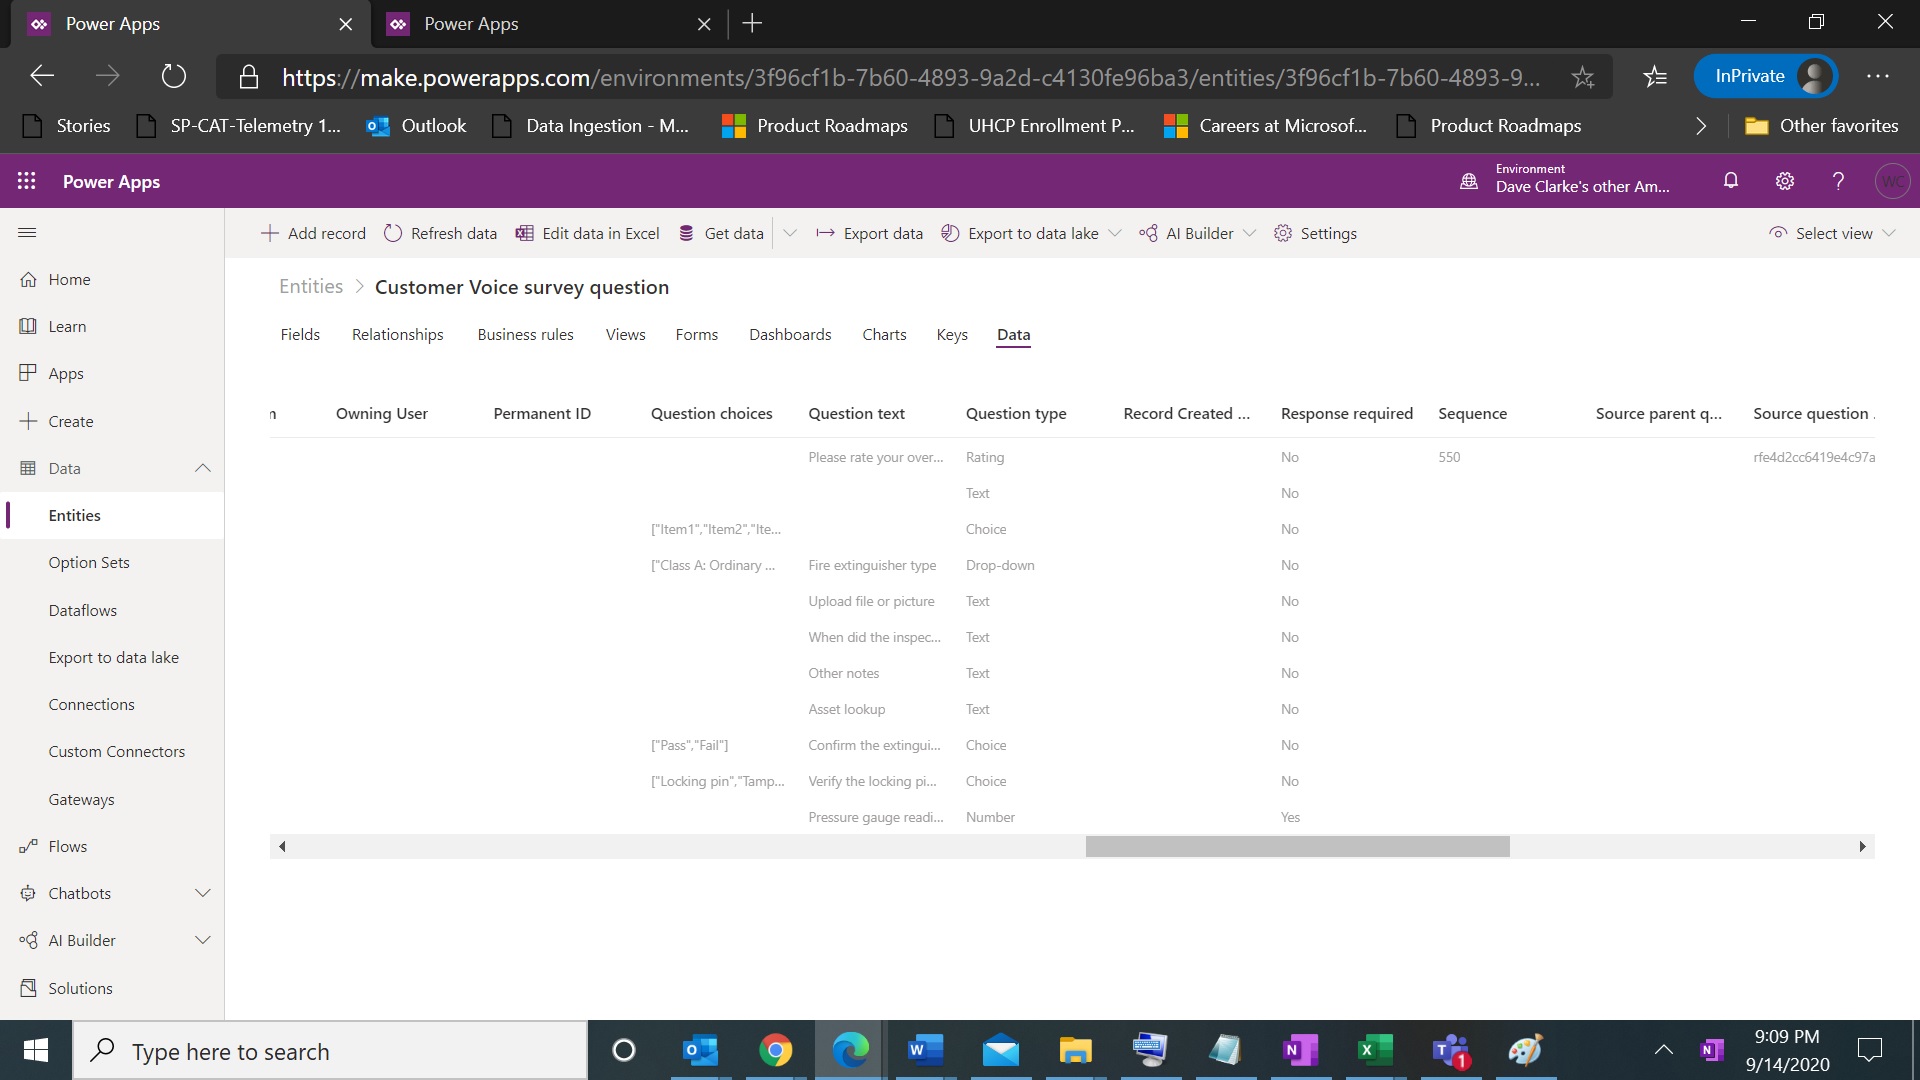 Power Apps
Power Apps
https://make.powerapps.com/environments/3f96cf1b-7b60-4893-9a2d-c4130fe96ba3/entities/3f96cf1b-7b60-4893-9...
InPrivate
Stories
SP-CAT-Telemetry 1...
Outlook
Data Ingestion - M...
Product Roadmaps
UHCP Enrollment P...
Careers at Microsof...
Product Roadmaps
Other favorites
Power Apps
Environment
Dave Clarke's other Am...
?
WC
Add record
Refresh data
Edit data in Excel
Get data
Export data
Export to data lake
AI Builder
Settings
Select view
Home
Learn
Apps
Create
Data
Entities
Option Sets
Dataflows
Export to data lake
Connections
Custom Connectors
Gateways
Flows
Chatbots
AI Builder
Solutions
Entities > Customer Voice survey question
Fields Relationships Business rules Views Forms Dashboards Charts Keys Data
n Owning User Permanent ID Question choices Question text Question type Record Created ... Response required Sequence Source parent q... Source question .
Please rate your over... Rating No 550 rfe4d2cc6419e4c97a
Text No
["Item1","Item2","Ite... Choice No
["Class A: Ordinary ... Fire extinguisher type Drop-down No
Upload file or picture Text No
When did the inspec... Text No
Other notes Text No
Asset lookup Text No
["Pass","Fail"] Confirm the extingui... Choice No
["Locking pin","Tamp... Verify the locking pi... Choice No
Pressure gauge readi... Number Yes
Type here to search
1
9:09 PM
9/14/2020